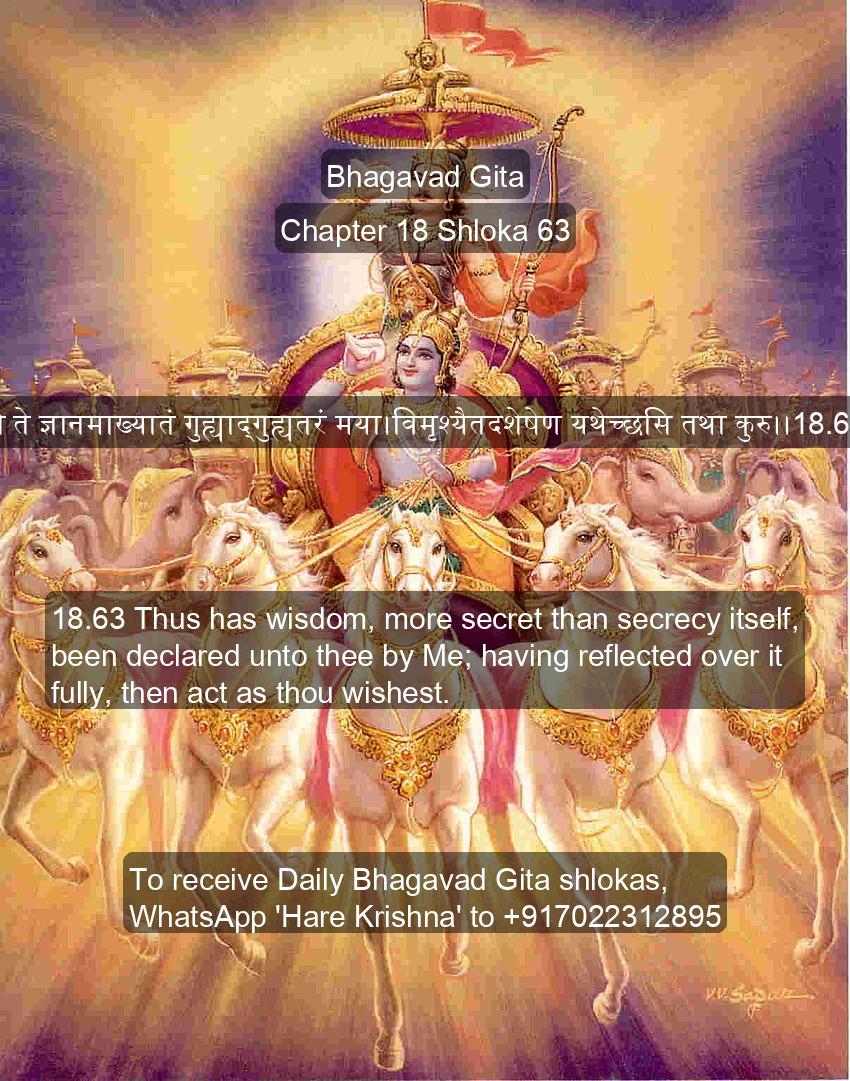 Bhagavad Gita
Chapter 18 Shloka 63
ते ज्ञानमाख्यातं गुह्याद्गुह्यतरं मया।विमृश्यैतदशेषेण यथेच्छसि तथा कुरु।।18.6
18.63 Thus has wisdom, more secret than secrecy itself,
been declared unto thee by Me; having reflected over it
fully, then act as thou wishest.
To receive Daily Bhagavad Gita shlokas,
WhatsApp 'Hare Krishna' to +917022312895